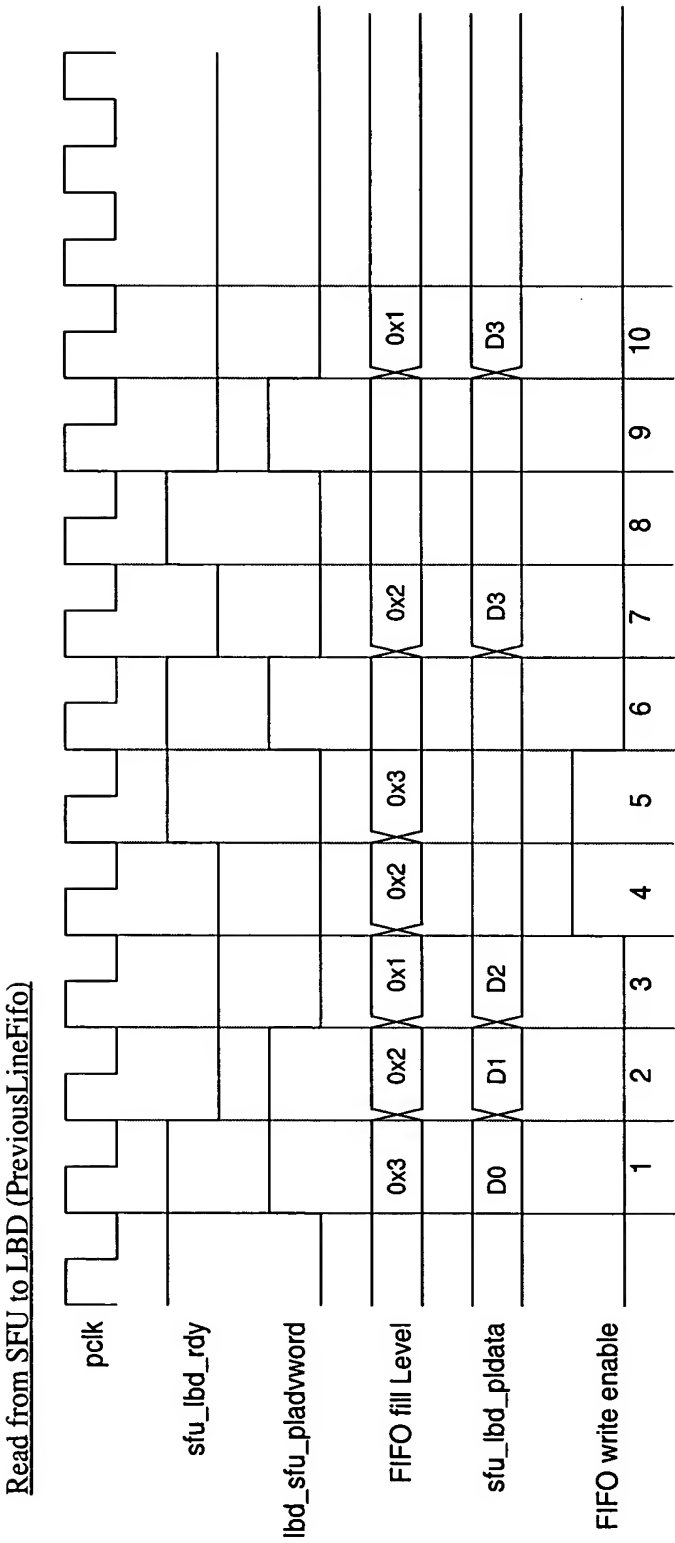 Read from SFU to LBD (PreviousLineFifo)
pclk
sfu_lbd_rdy
lbd_sfu_pladvword
FIFO fill Level
0x3 0x2 0x1 0x2 0x3 0x2 0x1
sfu_lbd_pldata
D0 D1 D2 D3 D3
FIFO write enable
1 2 3 4 5 6 7 8 9 10